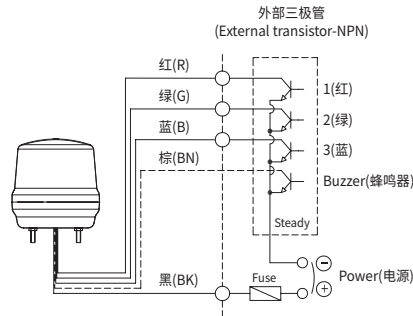 外部三极管
(External transistor-NPN)
红(R)
1(红)
绿(G)
2(绿)
蓝(B)
3(蓝)
棕(BN)
Buzzer(蜂鸣器)
Steady
黑(BK)
Fuse
Power(电源)